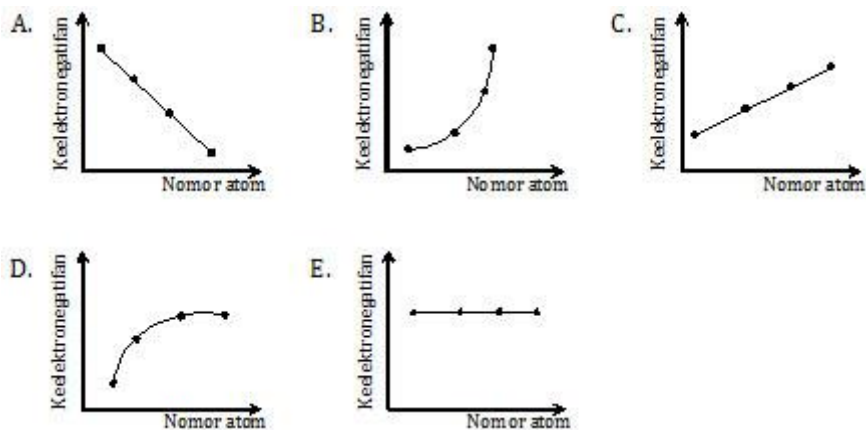 A.
Keelektronegatifan
Nomor atom
B.
Keelektronegatifan
Nomor atom
C.
Keelektronegatifan
Nomor atom
D.
Keelektronegatifan
Nomor atom
E.
Keelektronegatifan
Nomor atom